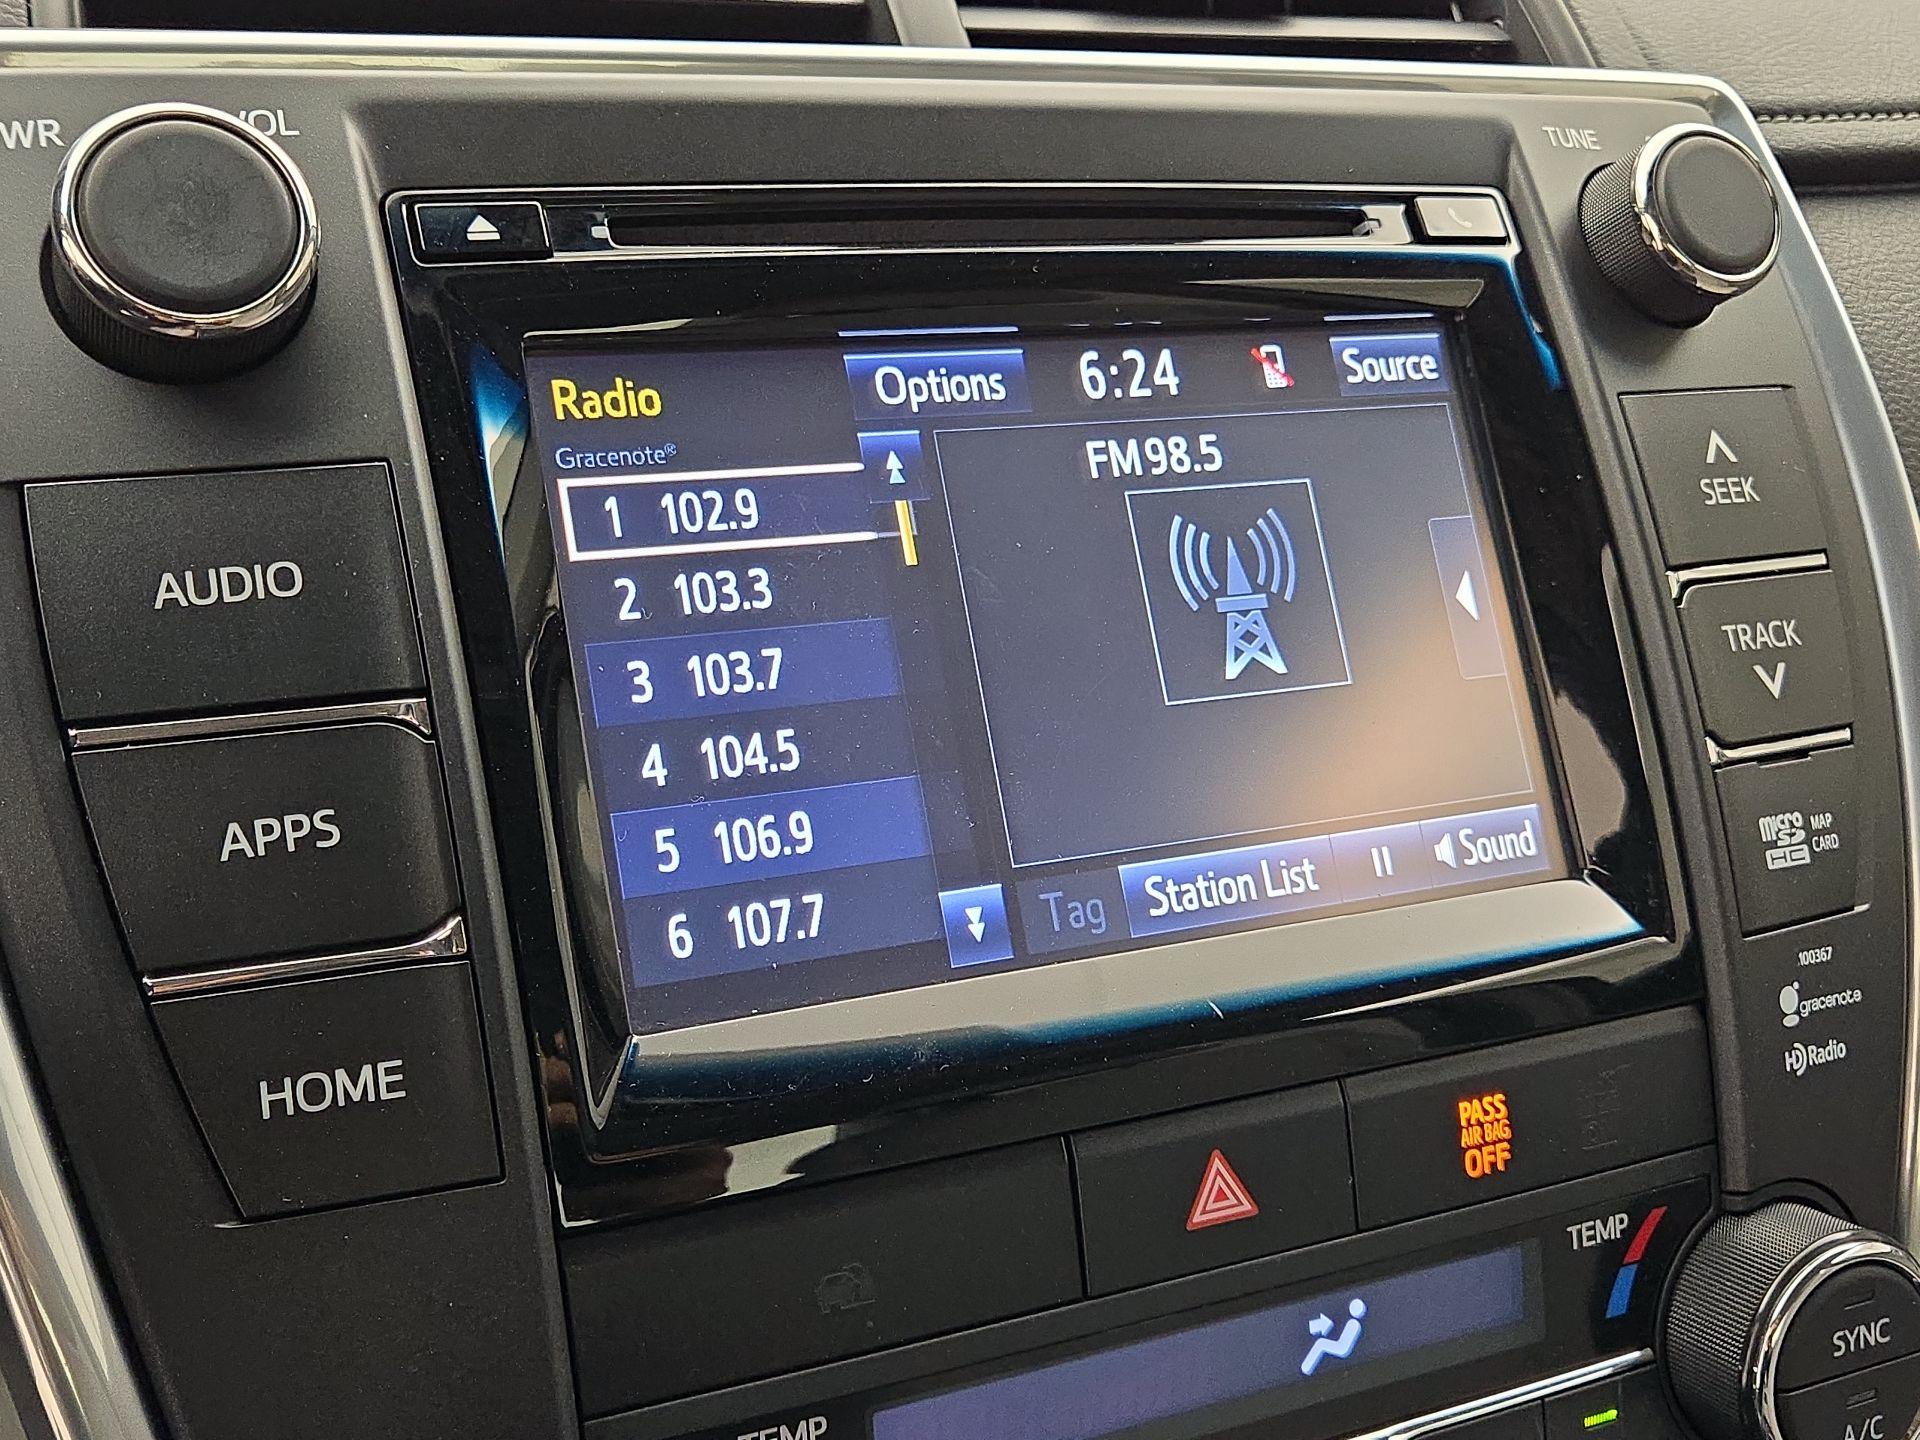 PWR
VOL
TUNE
AUDIO
APPS
HOME
Radio
Options
6:24
Source
Gracenote®
1 102.9
2 103.3
3 103.7
4 104.5
5 106.9
6 107.7
FM98.5
Tag
Station List
Sound
SEEK
TRACK
micro SD HC
MAP
CARD
100367
gracenote
HD Radio
PASS
AIR BAG
OFF
TEMP
SYNC
A/C
TEMP